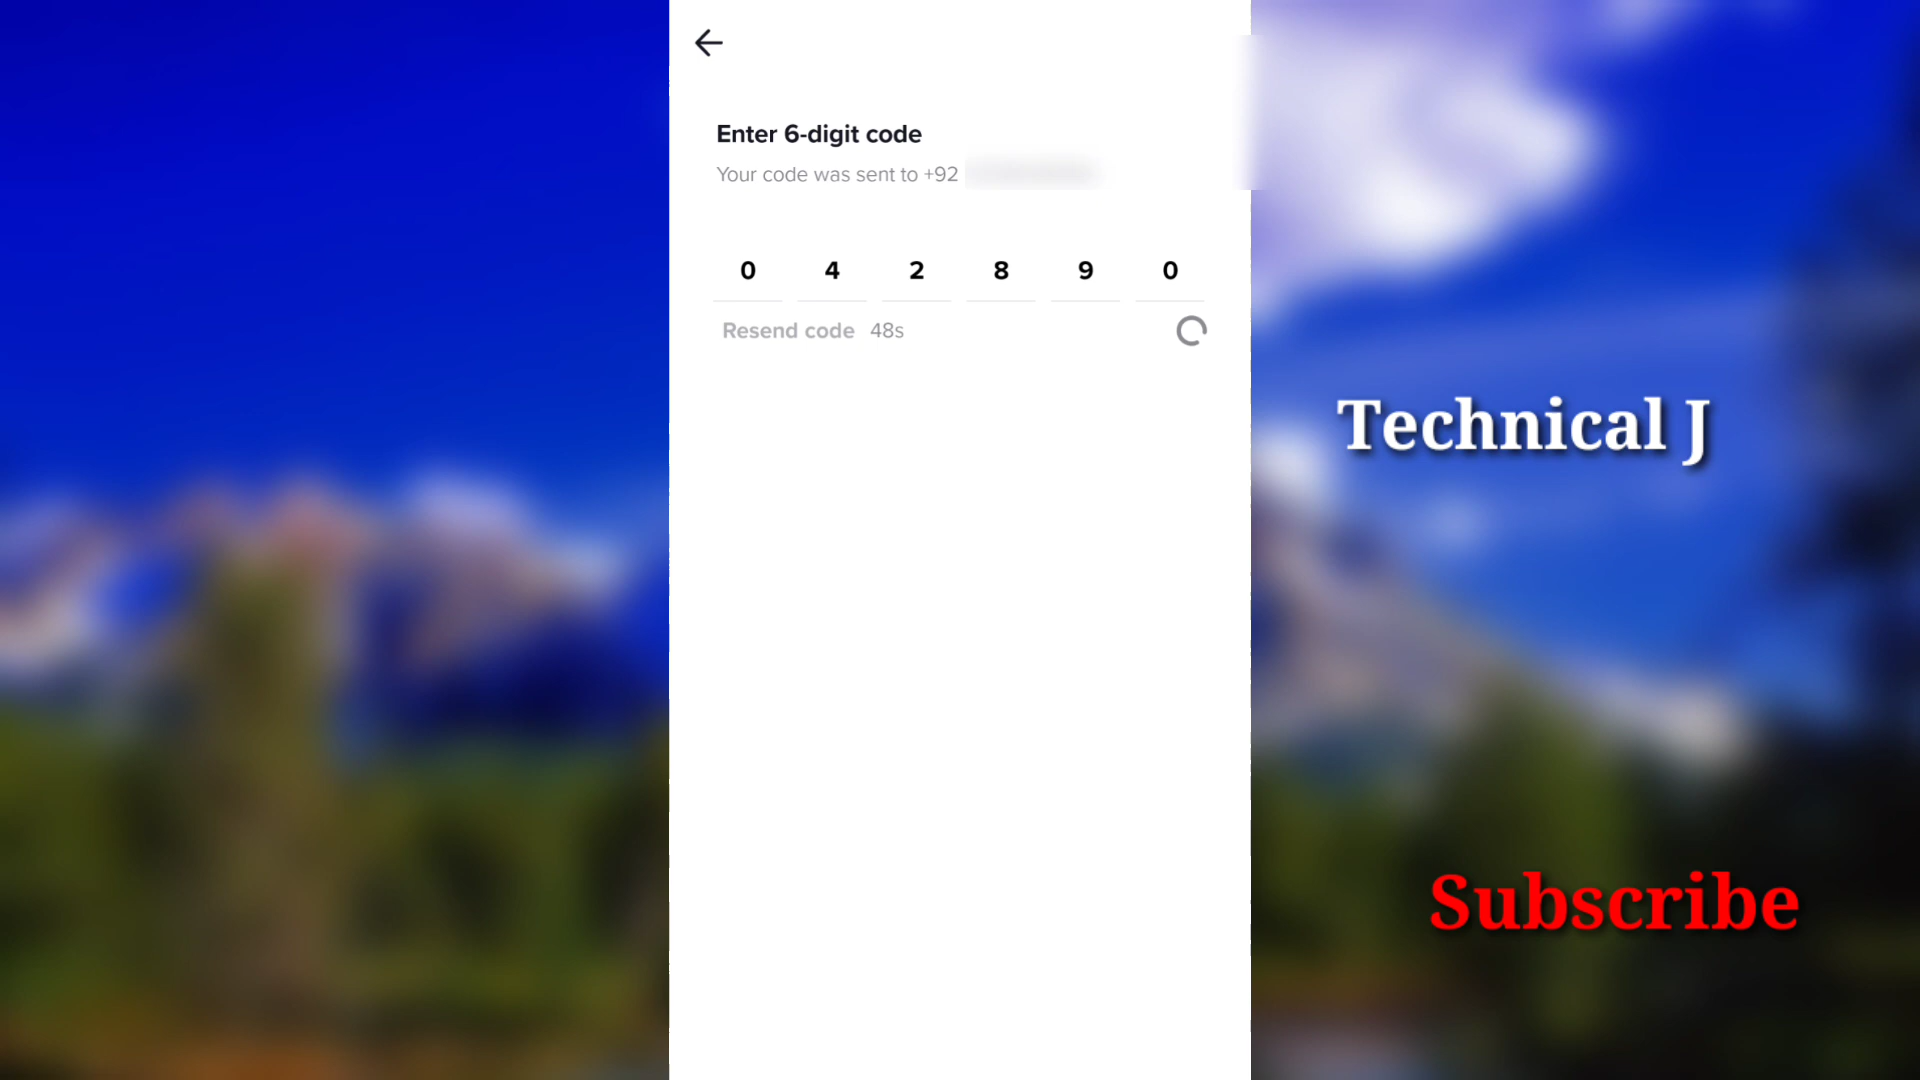 Enter 6-digit code
Your code was sent to +92
0 4 2 8 9 0
Resend code 48s
Technical J
Subscribe